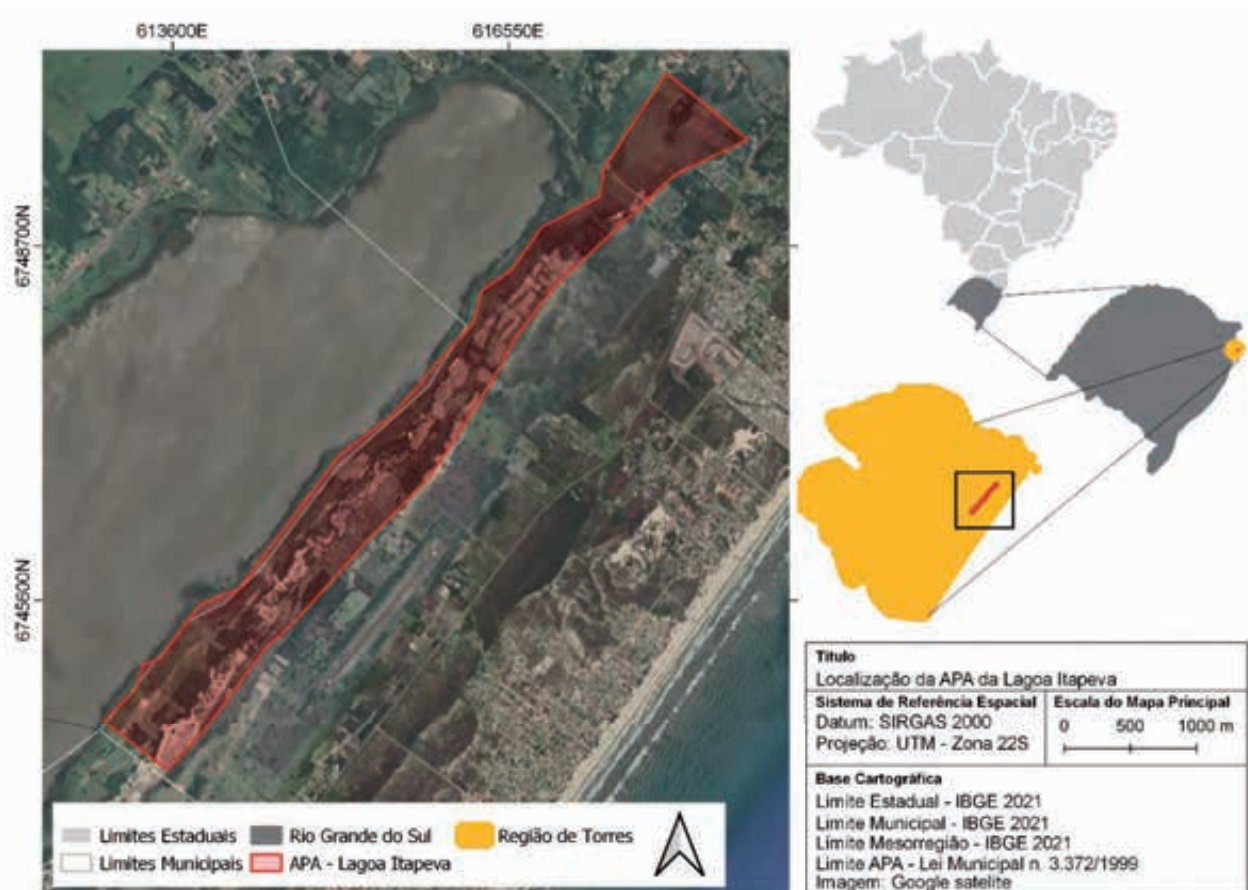 613600E 616550E
6748700N
6745600N
Limites Estaduais Rio Grande do Sul Região de Torres
Limites Municipais APA - Lagoa Itapeva
Título
Localização da APA da Lagoa Itapeva
Sistema de Referência Espacial
Datum: SIRGAS 2000
Projeção: UTM - Zona 22S
Escala do Mapa Principal
0 500 1000 m
Base Cartográfica
Limite Estadual - IBGE 2021
Limite Municipal - IBGE 2021
Limite Mesorregião - IBGE 2021
Limite APA - Lei Municipal n. 3.372/1999
Imagem: Google satelite